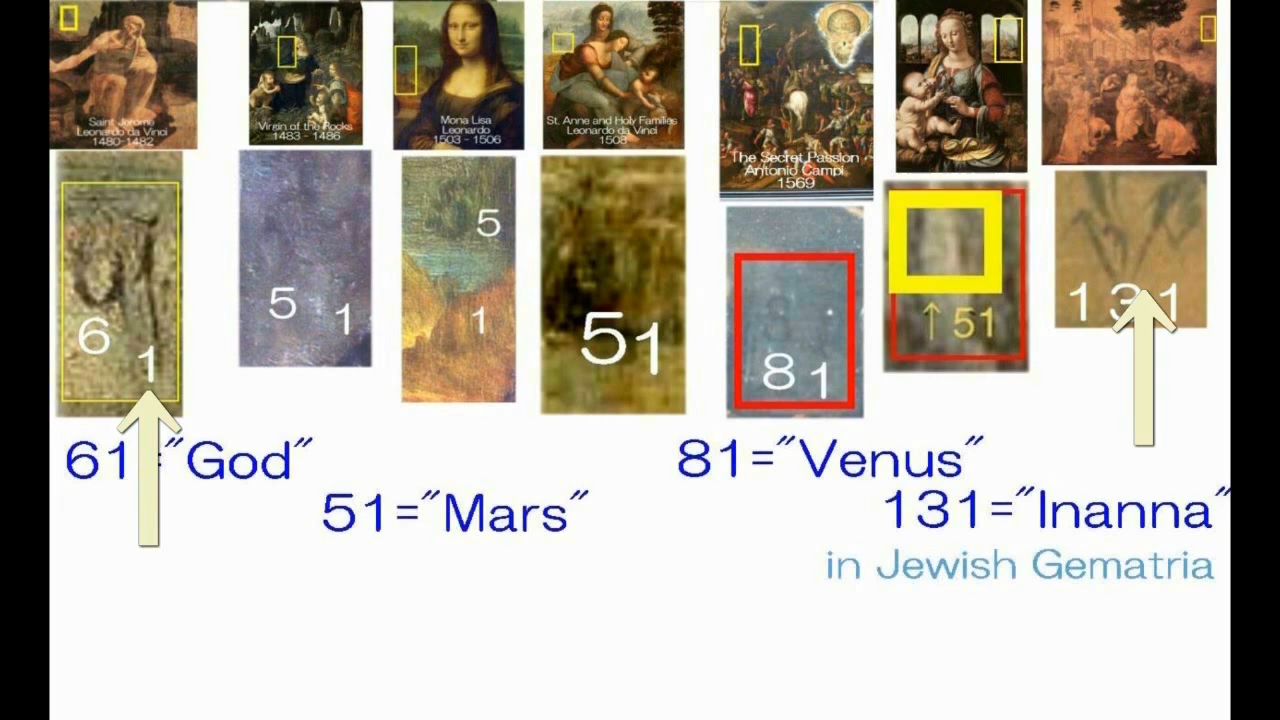 Saint Jerome
Leonardo da Vinci
1480-1482
Virgin of the Rocks
1483 - 1486
Mona Lisa
Leonardo
1503 - 1506
St. Anne and Holy Families
Leonardo da Vinci
1508
The Secret Passion
Antonio Campi
1569
6 1
5 1
5
1
51
81
↑51
131
61="God"
51="Mars"
81="Venus"
131="Inanna"
in Jewish Gematria